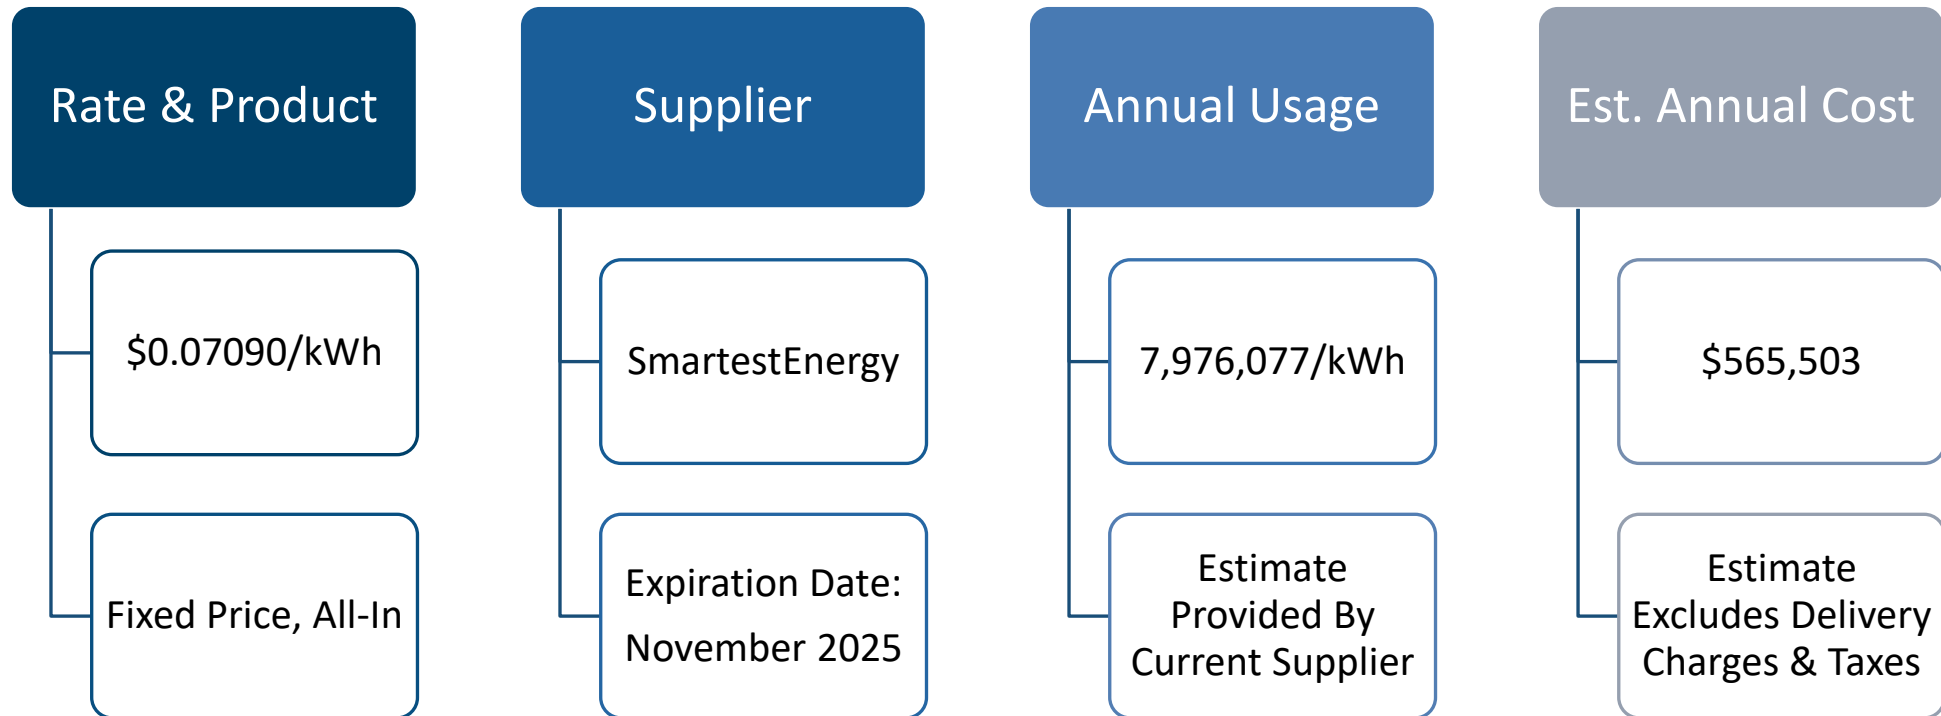 Rate & Product
$0.07090/kWh
Fixed Price, All-In
Supplier
SmartestEnergy
Expiration Date:
November 2025
Annual Usage
7,976,077/kWh
Estimate
Provided By
Current Supplier
Est. Annual Cost
$565,503
Estimate
Excludes Delivery
Charges & Taxes